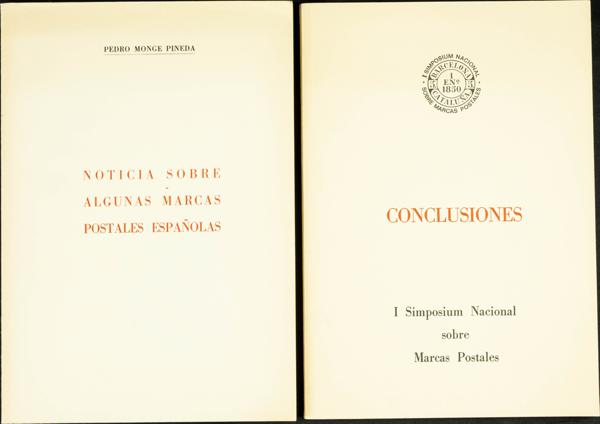 PEDRO MONGE PINEDA
NOTICIA SOBRE
ALGUNAS MARCAS
POSTALES ESPAÑOLAS
I SIMPOSIUM NACIONAL
SOBRE MARCAS POSTALES
BARCELONA
1
ENº
1850
CATALUÑA
CONCLUSIONES
I Simposium Nacional
sobre
Marcas Postales